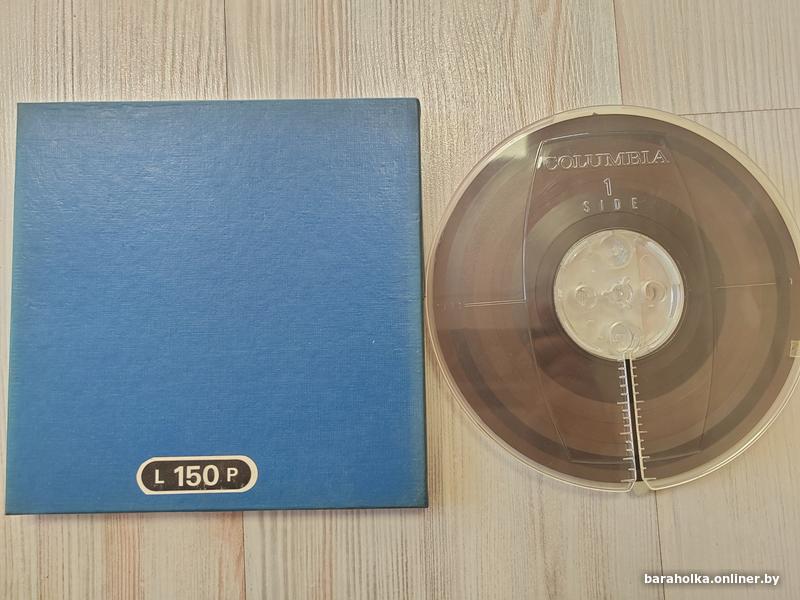 L 150 P
COLUMBIA
1
SIDE
baraholka.onliner.by